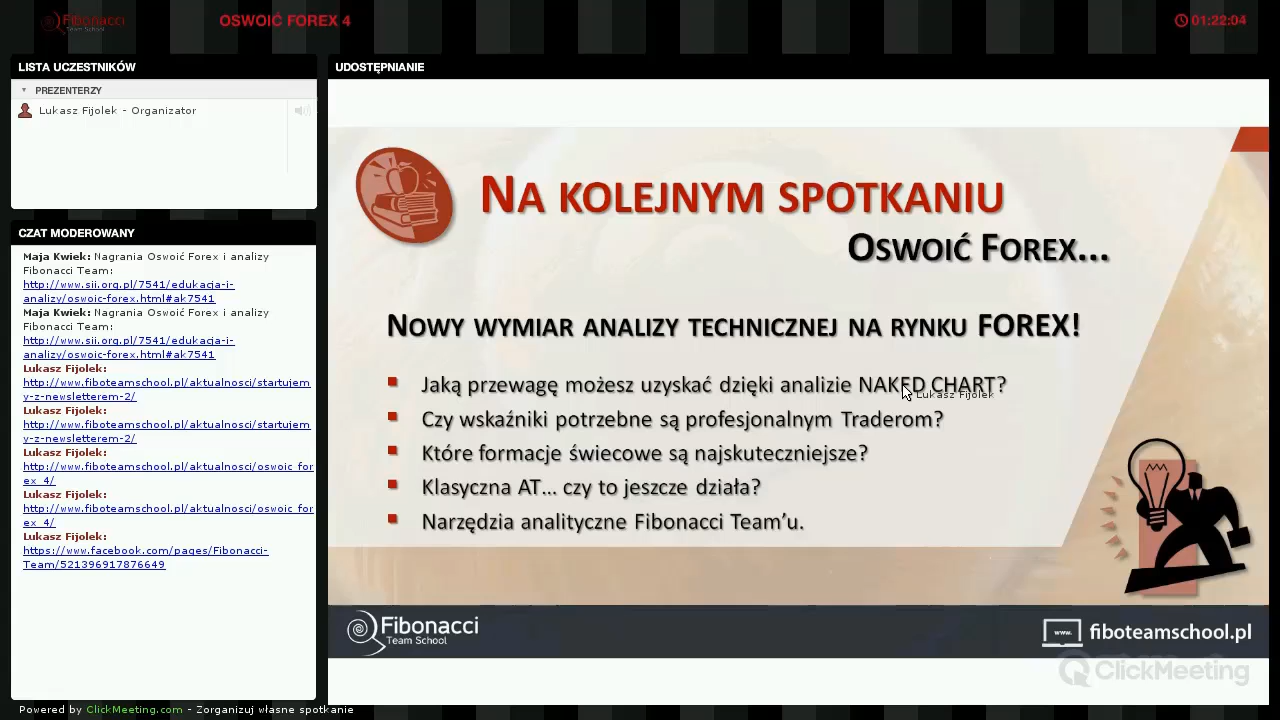 Fibonacci
Team School
OSWOIĆ FOREX 4
01:22:04
LISTA UCZESTNIKÓW
PREZENTERZY
Lukasz Fijolek - Organizator
CZAT MODEROWANY
Maja Kwiek: Nagrania Oswoić Forex i analizy
Fibonacci Team:
http://www.sii.org.pl/7541/edukacja-i-
analizy/oswoic-forex.html#ak7541
Maja Kwiek: Nagrania Oswoić Forex i analizy
Fibonacci Team:
http://www.sii.org.pl/7541/edukacja-i-
analizy/oswoic-forex.html#ak7541
Lukasz Fijolek:
http://www.fiboteamschool.pl/aktualnosci/startujem
y-z-newsletterem-2/
Lukasz Fijolek:
http://www.fiboteamschool.pl/aktualnosci/startujem
y-z-newsletterem-2/
Lukasz Fijolek:
http://www.fiboteamschool.pl/aktualnosci/oswoic_for
ex_4/
Lukasz Fijolek:
http://www.fiboteamschool.pl/aktualnosci/oswoic_for
ex_4/
Lukasz Fijolek:
https://www.facebook.com/pages/Fibonacci-
Team/521396917876649
UDOSTĘPNIANIE
NA KOLEJNYM SPOTKANIU
OSWOIĆ FOREX...
NOWY WYMIAR ANALIZY TECHNICZNEJ NA RYNKU FOREX!
Jaką przewagę możesz uzyskać dzięki analizie NAKED CHART?
Lukasz Fijolek
Czy wskaźniki potrzebne są profesjonalnym Traderom?
Które formacje świecowe są najskuteczniejsze?
Klasyczna AT... czy to jeszcze działa?
Narzędzia analityczne Fibonacci Team'u.
Fibonacci
Team School
www.
fiboteamschool.pl
ClickMeeting
Powered by ClickMeeting.com - Zorganizuj własne spotkanie